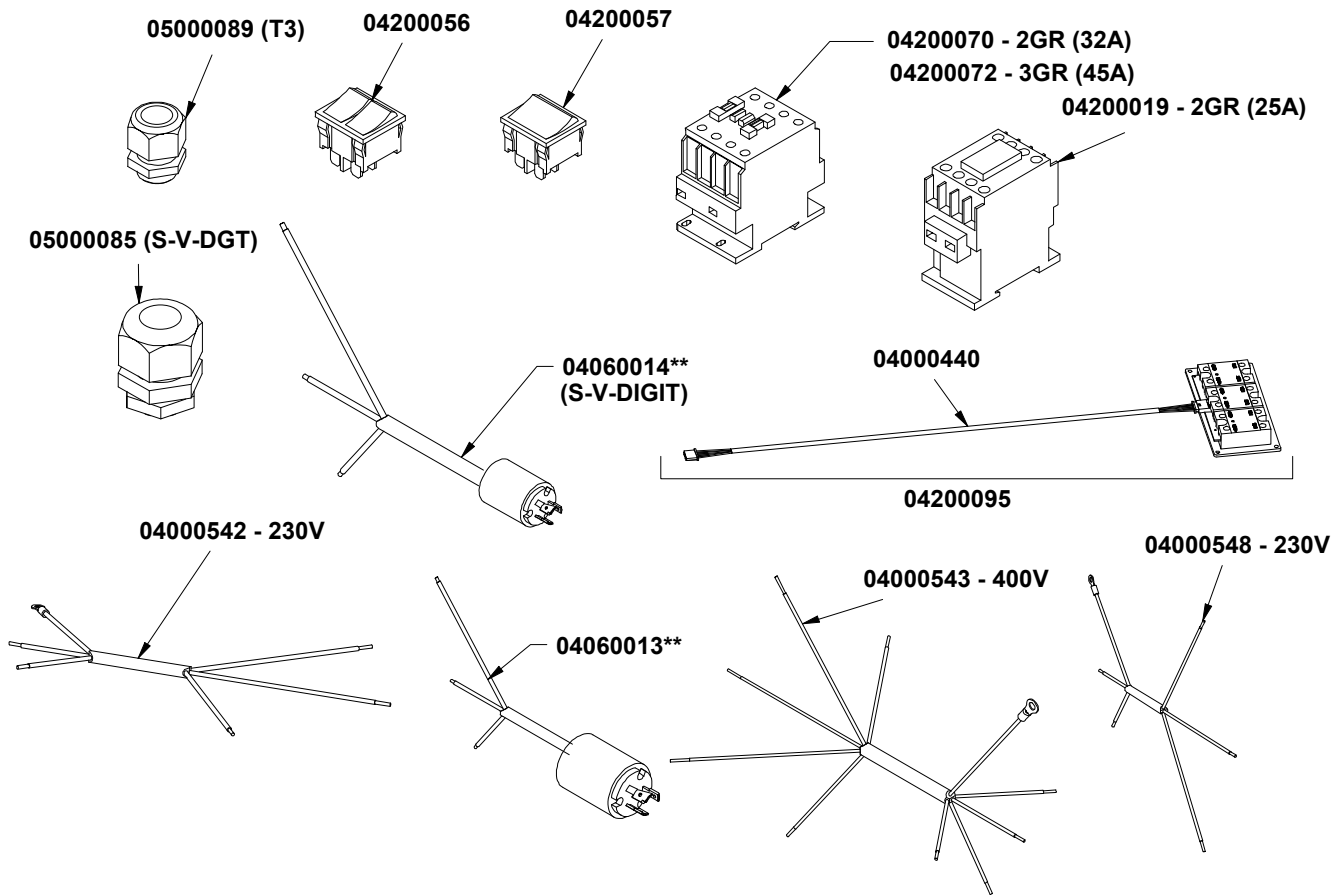 05000089 (T3)
04200056
04200057
04200070 - 2GR (32A)
04200072 - 3GR (45A)
04200019 - 2GR (25A)
05000085 (S-V-DGT)
04060014**
(S-V-DIGIT)
04000440
04200095
04000542 - 230V
04060013**
04000543 - 400V
04000548 - 230V